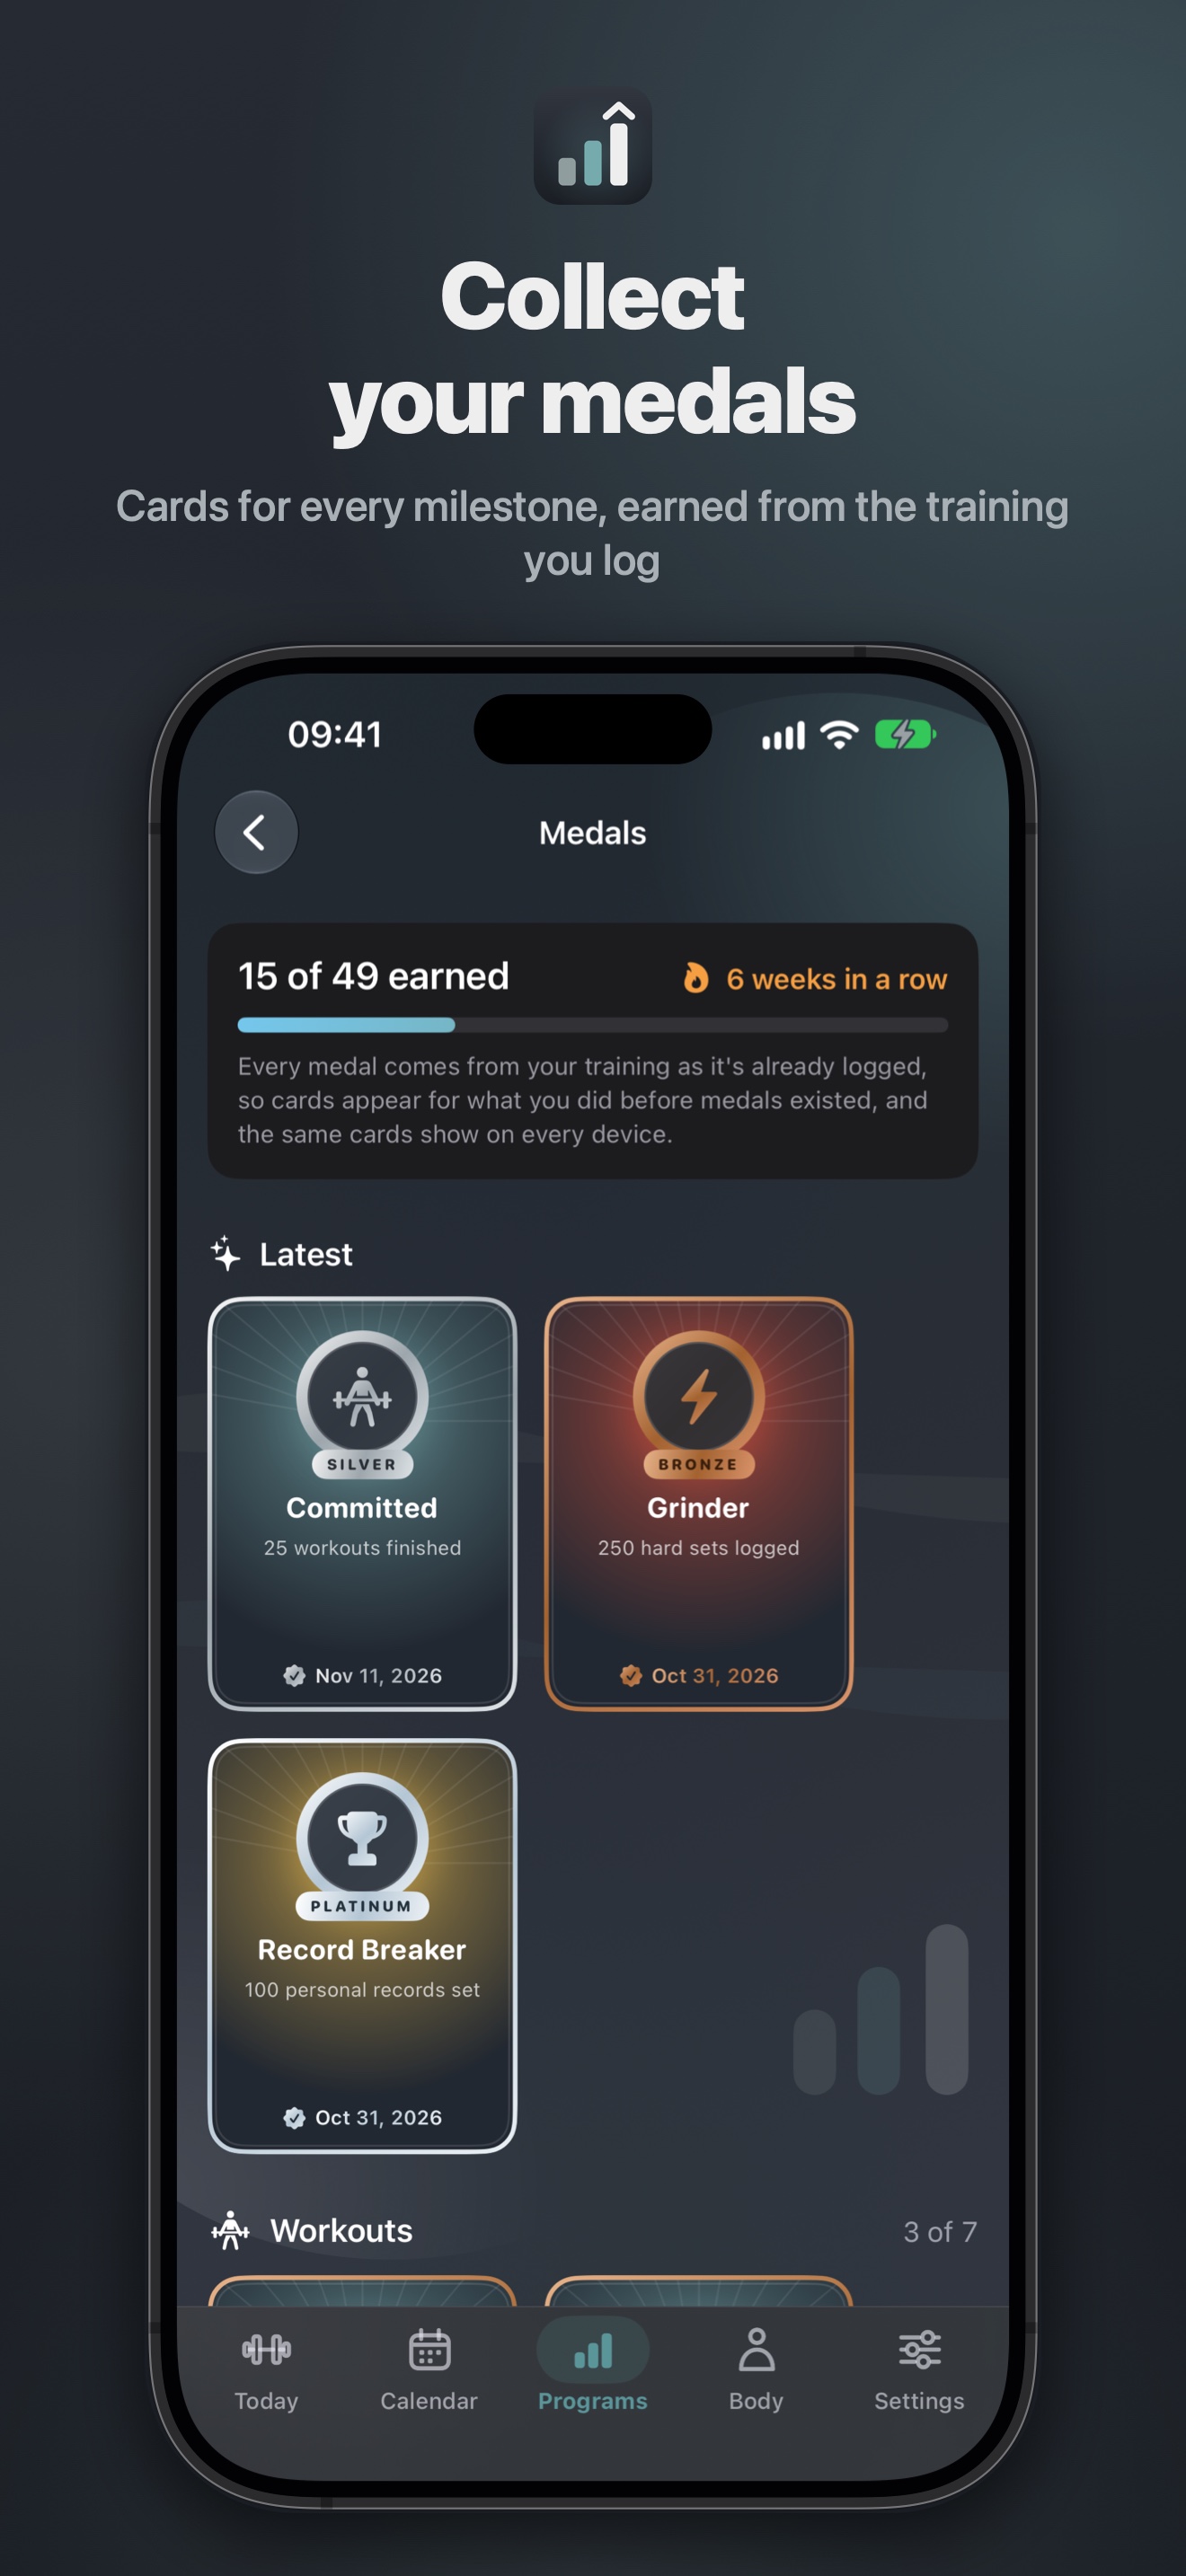 Collect
your medals
Cards for every milestone, earned from the training
you log
09:41
Medals
15 of 49 earned
6 weeks in a row
Every medal comes from your training as it's already logged,
so cards appear for what you did before medals existed, and
the same cards show on every device.
Latest
SILVER
Committed
25 workouts finished
Nov 11, 2026
BRONZE
Grinder
250 hard sets logged
Oct 31, 2026
PLATINUM
Record Breaker
100 personal records set
Oct 31, 2026
Workouts
3 of 7
Today
Calendar
Programs
Body
Settings